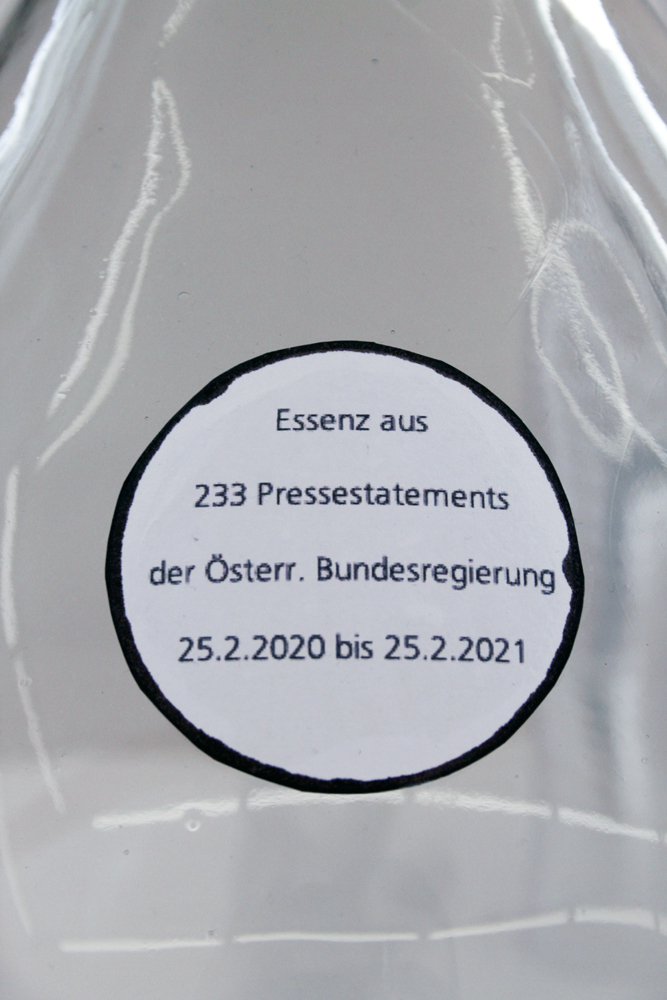 Essenz aus
233 Pressestatements
der Österr. Bundesregierung
25.2.2020 bis 25.2.2021